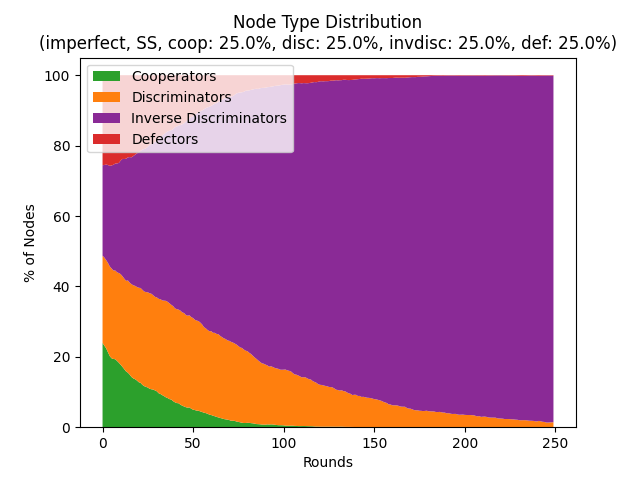 Node Type Distribution
(imperfect, SS, coop: 25.0%, disc: 25.0%, invdisc: 25.0%, def: 25.0%)
Cooperators
Discriminators
Inverse Discriminators
Defectors
% of Nodes
100
80
60
40
20
0
0 50 100 150 200 250
Rounds